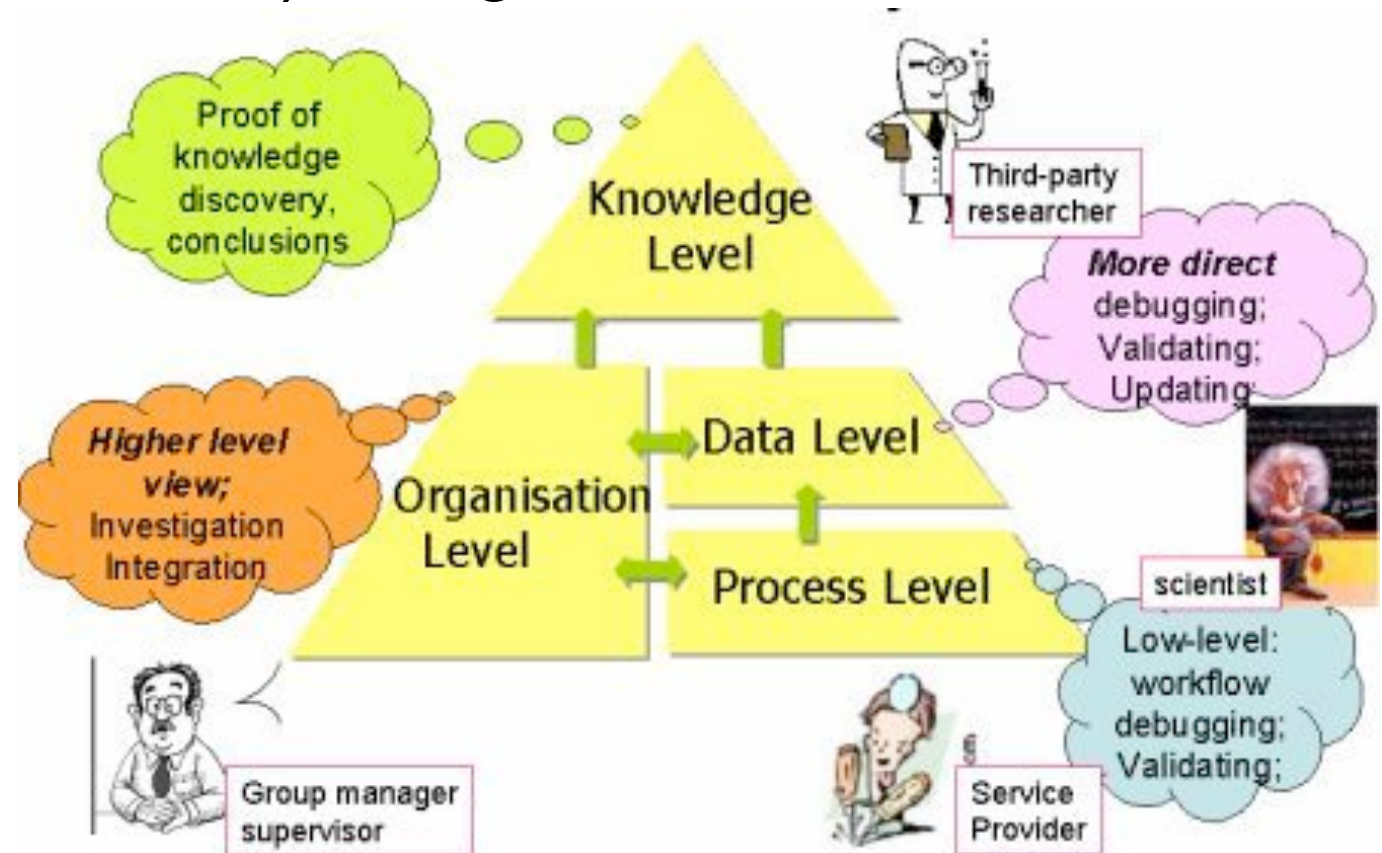 Proof of
knowledge
discovery,
conclusions
Knowledge
Level
Third-party
researcher
More direct
debugging;
Validating;
Updating;
Higher level
view;
Investigation
Integration
Organisation
Level
Data Level
Process Level
scientist
Low-level:
workflow
debugging;
Validating;
Group manager
supervisor
Service
Provider